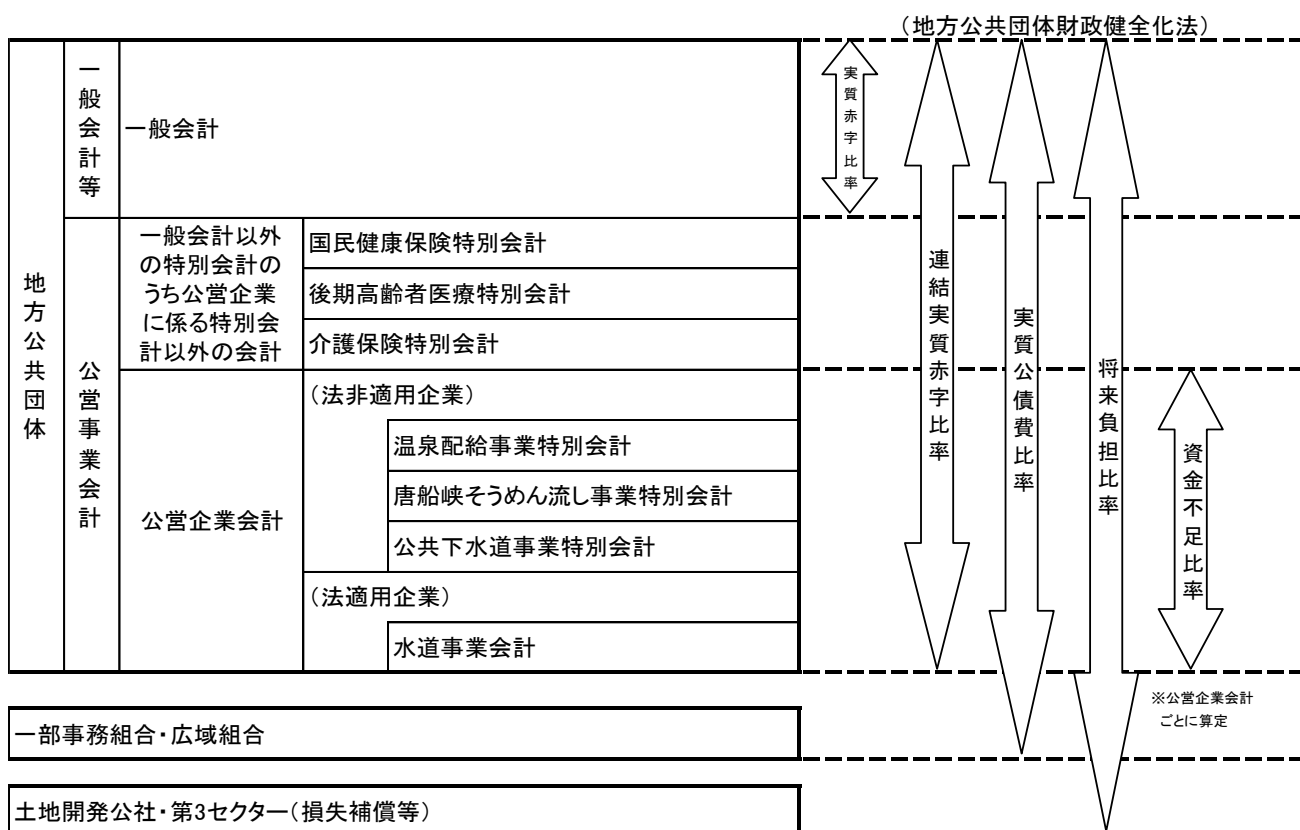 （地方公共団体財政健全化法）
地方公共団体
一般会計等
一般会計
実質赤字比率
連結実質赤字比率
実質公債費比率
将来負担比率
資金不足比率
公営事業会計
一般会計以外
の特別会計の
うち公営企業
に係る特別会
計以外の会計
国民健康保険特別会計
後期高齢者医療特別会計
介護保険特別会計
公営企業会計
（法非適用企業）
温泉配給事業特別会計
唐船峡そうめん流し事業特別会計
公共下水道事業特別会計
（法適用企業）
水道事業会計
※公営企業会計
ごとに算定
一部事務組合・広域組合
土地開発公社・第3セクター（損失補償等）